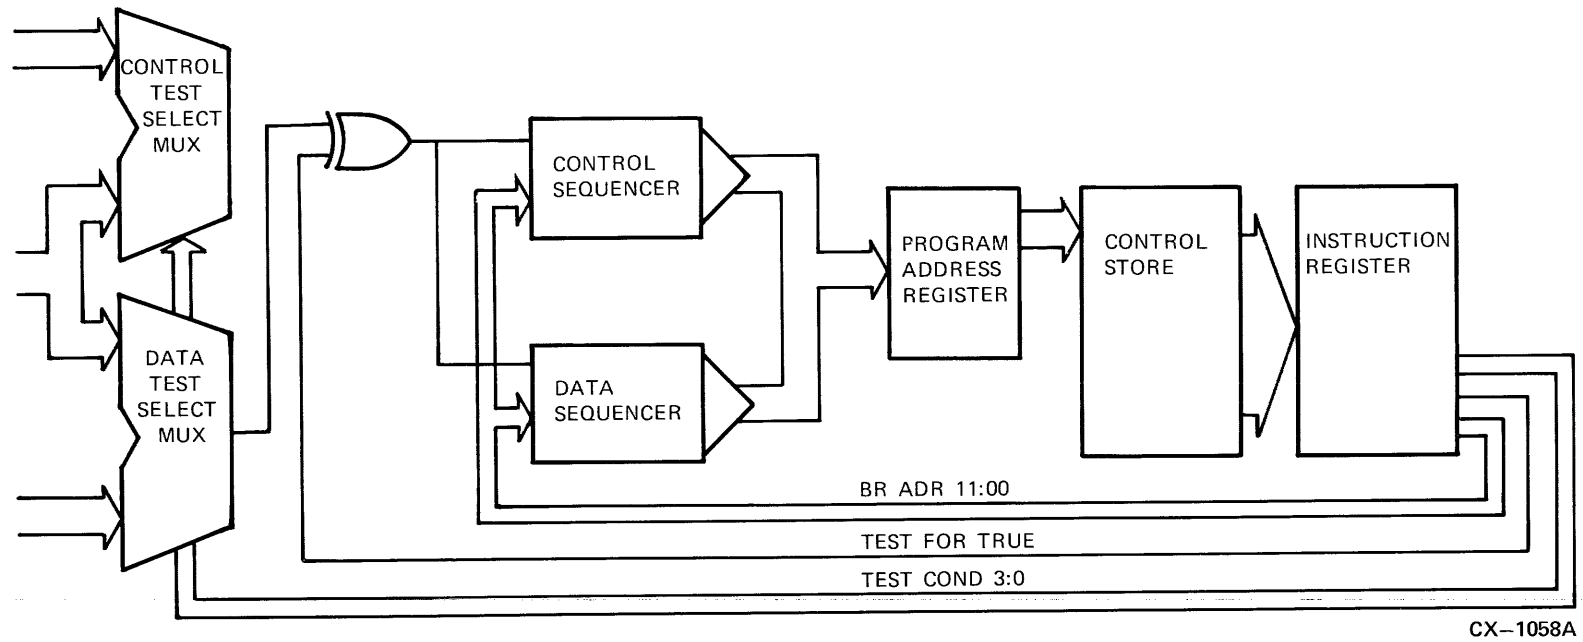 CONTROL
TEST
SELECT
MUX
CONTROL
SEQUENCER
PROGRAM
ADDRESS
REGISTER
CONTROL
STORE
INSTRUCTION
REGISTER
DATA
TEST
SELECT
MUX
DATA
SEQUENCER
BR ADR 11:00
TEST FOR TRUE
TEST COND 3:0
CX-1058A